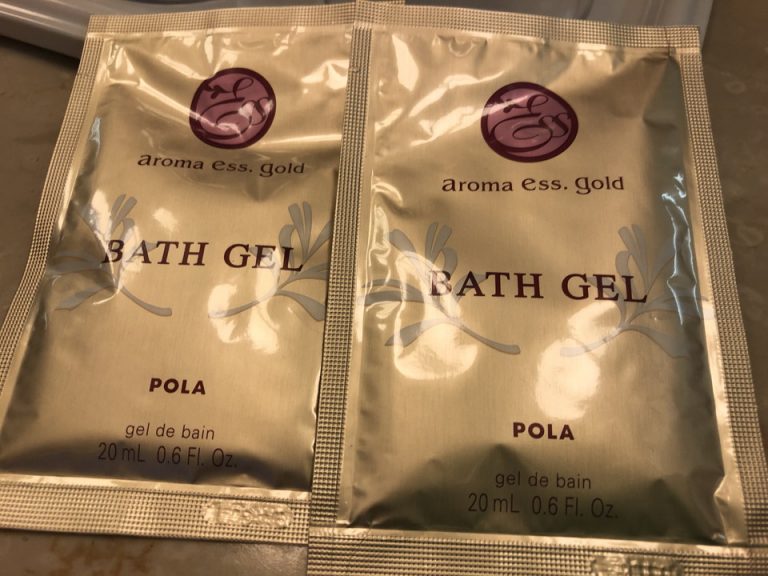 aroma ess. gold
BATH GEL
POLA
gel de bain
20 mL 0.6 Fl. Oz.
Ess
aroma ess. gold
BATH GEL
POLA
gel de bain
20 mL 0.6 Fl. Oz.